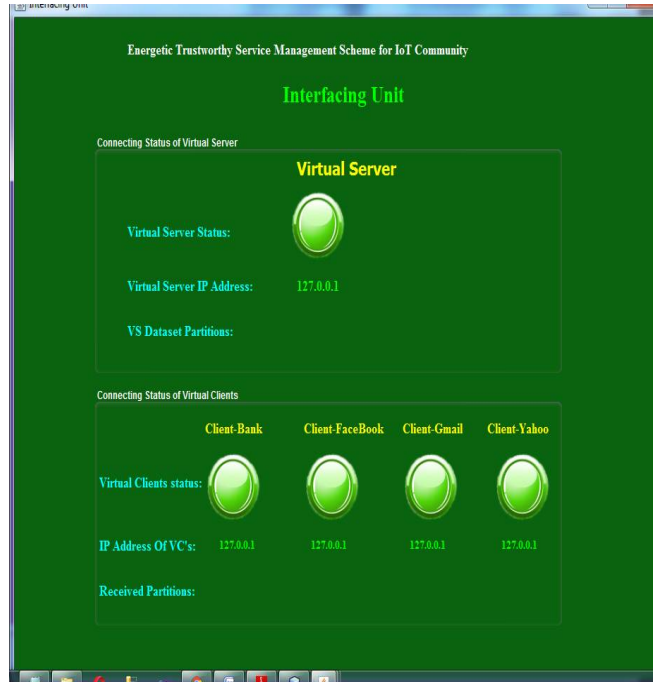 Interfacing Unit
Energetic Trustworthy Service Management Scheme for IoT Community
Interfacing Unit
Connecting Status of Virtual Server
Virtual Server
Virtual Server Status:
Virtual Server IP Address: 127.0.0.1
VS Dataset Partitions:
Connecting Status of Virtual Clients
Client-Bank Client-FaceBook Client-Gmail Client-Yahoo
Virtual Clients status:
IP Address Of VC's: 127.0.0.1 127.0.0.1 127.0.0.1 127.0.0.1
Received Partitions: